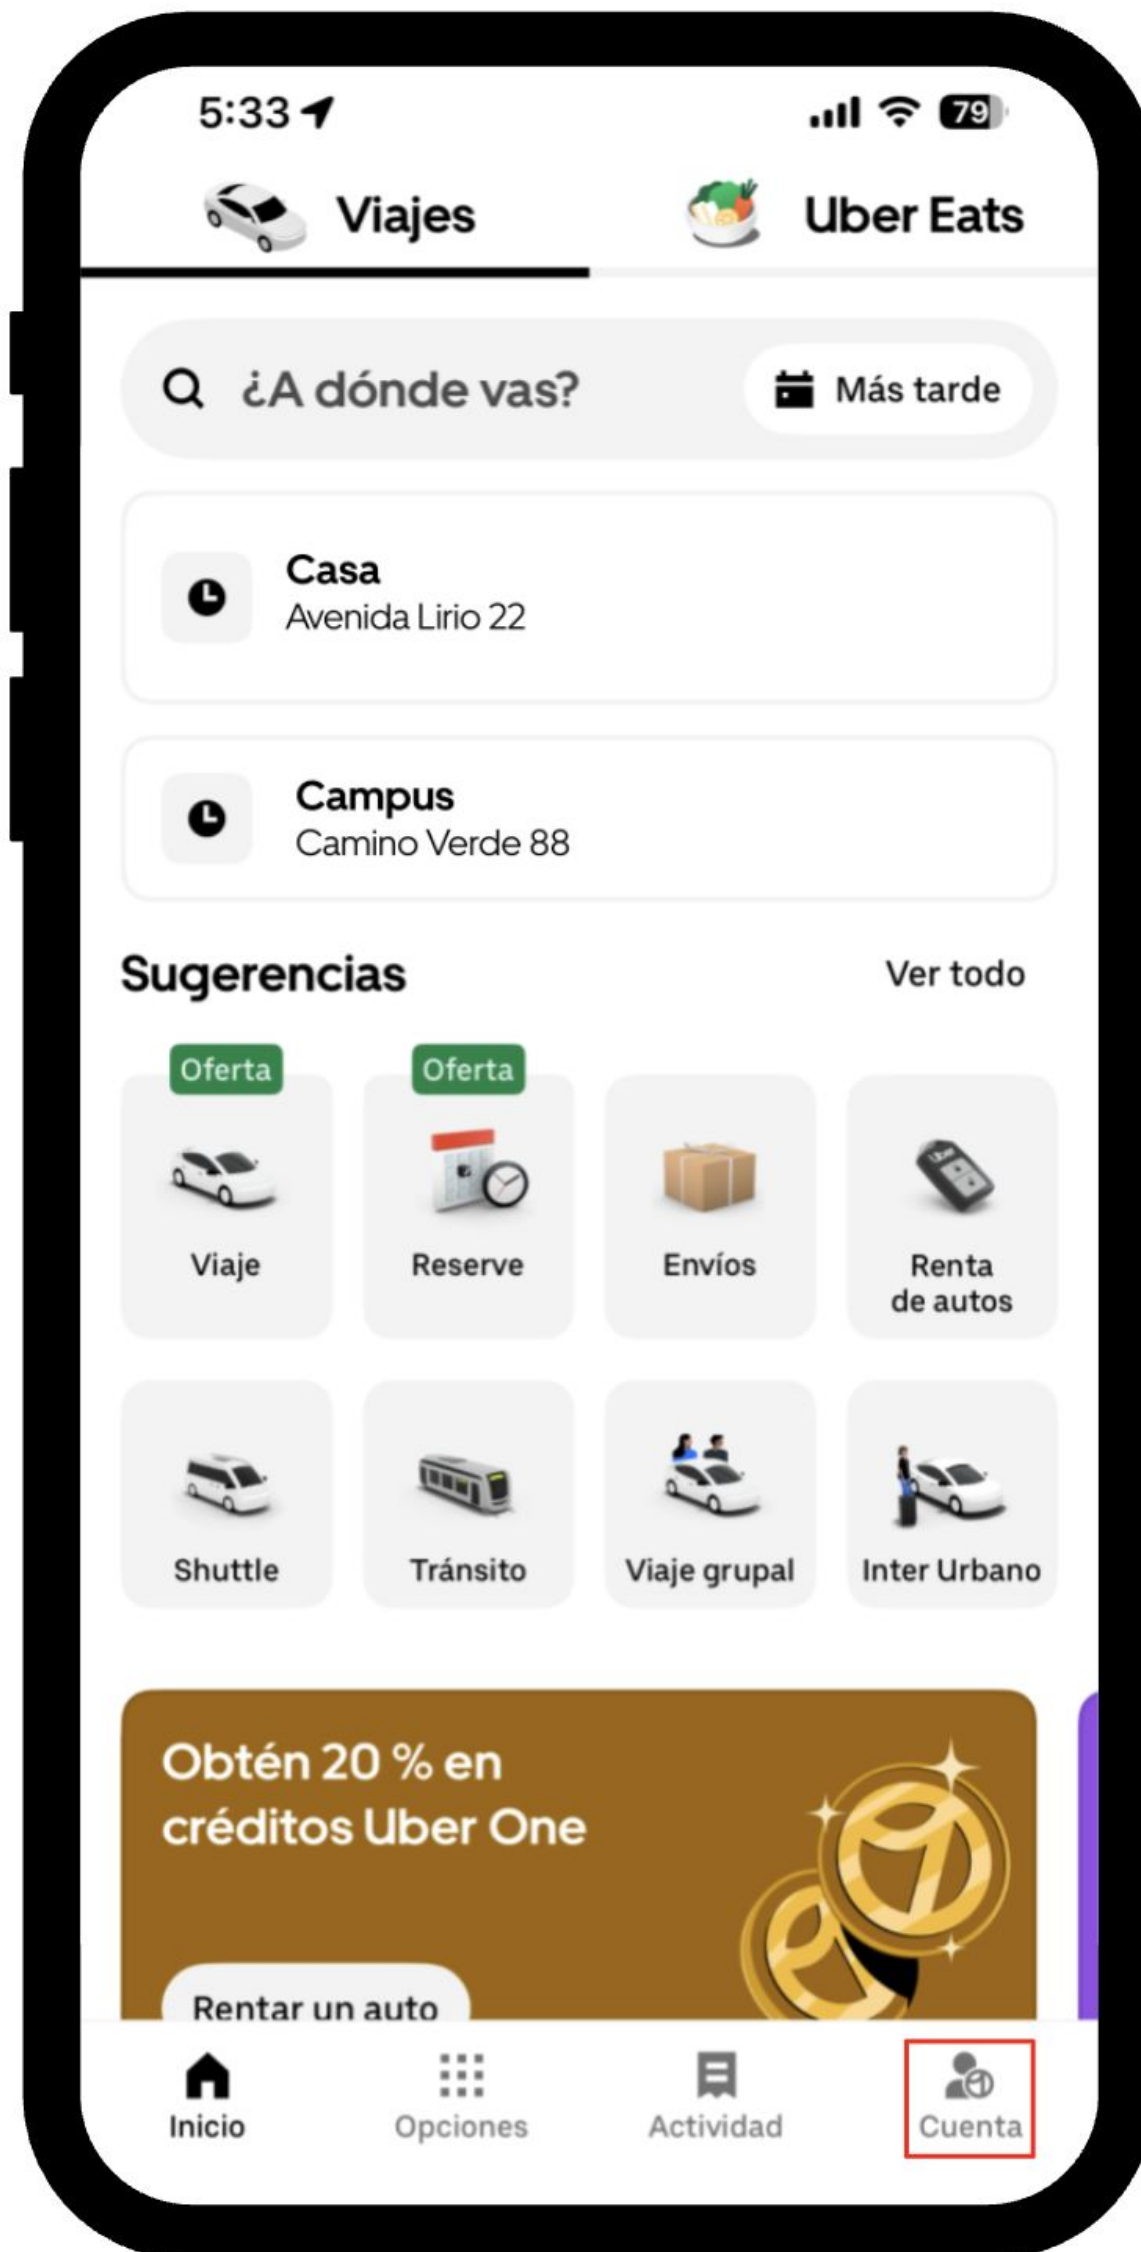 5:33
79
Viajes
Uber Eats
¿A dónde vas?
Más tarde
Casa
Avenida Lirio 22
Campus
Camino Verde 88
Sugerencias
Ver todo
Oferta
Oferta
Viaje
Reserve
Envíos
Uber
Renta
de autos
Shuttle
Tránsito
Viaje grupal
Inter Urbano
Obtén 20 % en
créditos Uber One
Rentar un auto
Inicio
Opciones
Actividad
Cuenta